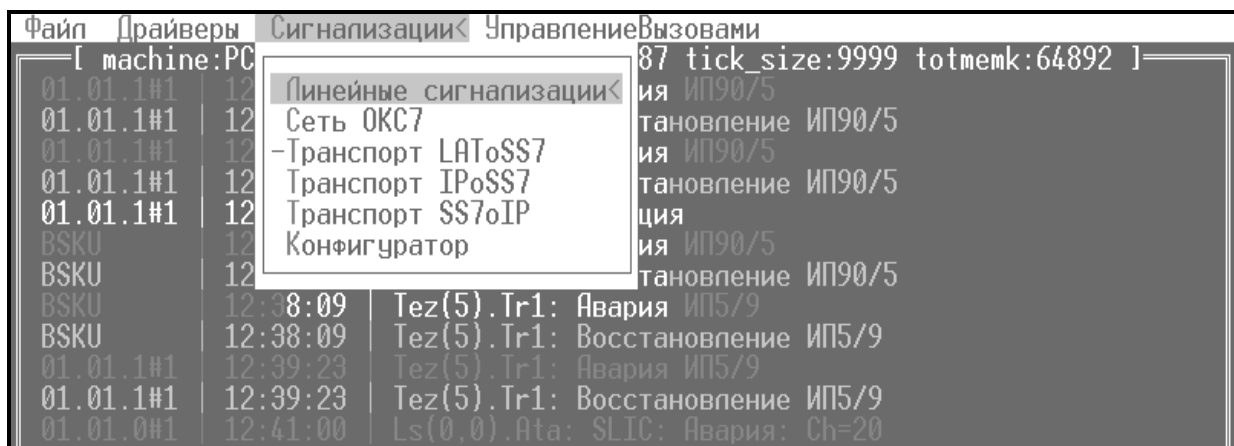 Файл Драйверы Сигнализации< УправлениеВызовами
[ machine:PC 87 tick_size:9999 totmemk:64892 ]
01.01.1#1 | 12 Линейные сигнализации< ия ИП90/5
01.01.1#1 | 12 Сеть ОКС7 тановление ИП90/5
01.01.1#1 | 12 -Транспорт LAToSS7 ия ИП90/5
01.01.1#1 | 12 Транспорт IPoSS7 тановление ИП90/5
01.01.1#1 | 12 Транспорт SS7oIP ция
BSKU | 12 Конфигуратор ия ИП90/5
BSKU | 12 тановление ИП90/5
BSKU | 12:38:09 | Tez(5).Tr1: Авария ИП5/9
BSKU | 12:38:09 | Tez(5).Tr1: Восстановление ИП5/9
01.01.1#1 | 12:39:23 | Tez(5).Tr1: Авария ИП5/9
01.01.1#1 | 12:39:23 | Tez(5).Tr1: Восстановление ИП5/9
01.01.0#1 | 12:41:00 | Ls(0,0).Ata: SLIC: Авария: Ch=20